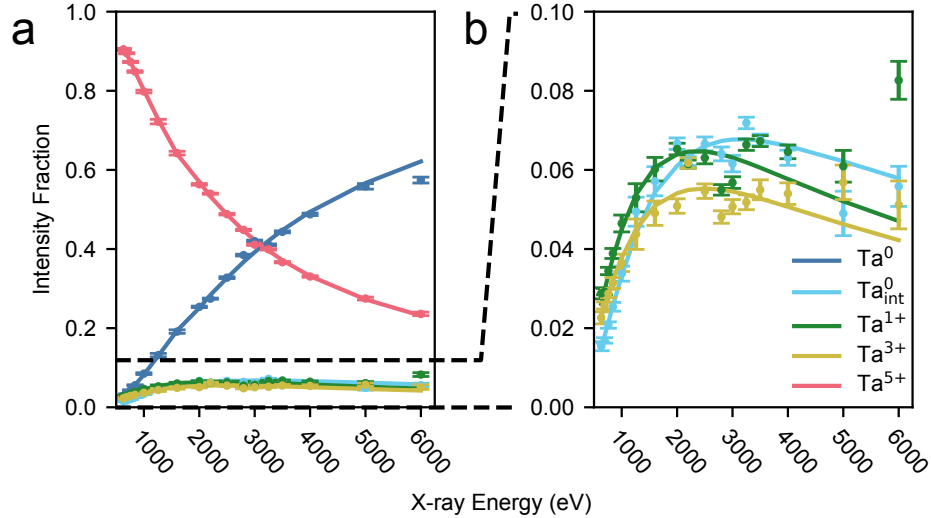 a
b
1.0
0.8
0.6
0.4
0.2
0.0
Intensity Fraction
1000
2000
3000
4000
5000
6000
0.10
0.08
0.06
0.04
0.02
0.00
1000
2000
3000
4000
5000
6000
Ta⁰
Ta⁰int
Ta¹⁺
Ta³⁺
Ta⁵⁺
X-ray Energy (eV)